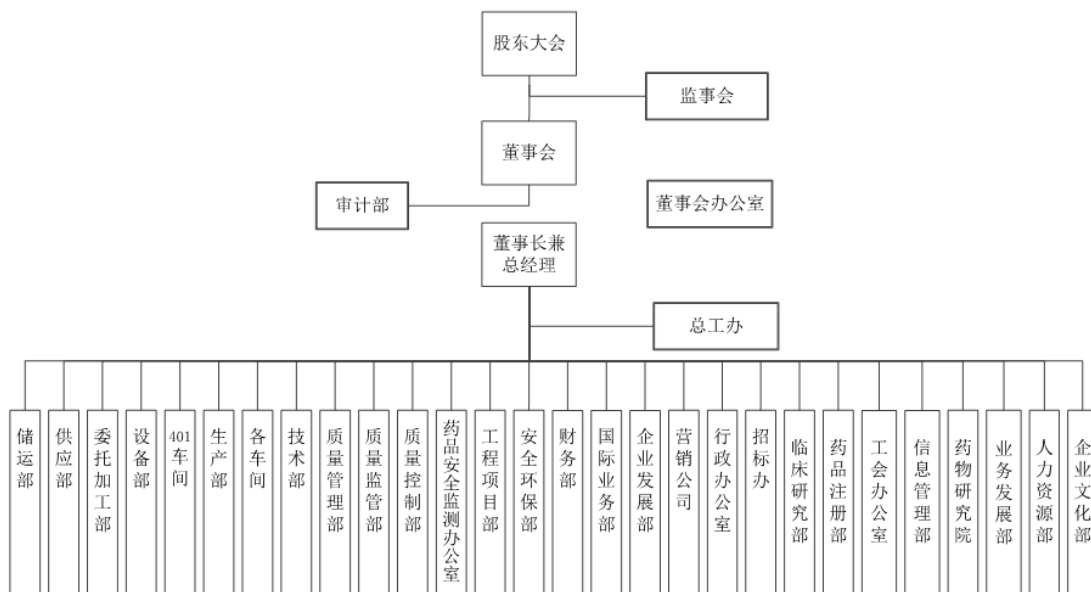 股东大会
监事会
董事会
审计部
董事会办公室
董事长兼
总经理
总工办
储运部
供应部
委托加工部
设备部
401车间
生产部
各车间
技术部
质量管理部
质量监管部
质量控制部
药品安全监测办公室
工程项目部
安全环保部
财务部
国际业务部
企业发展部
营销公司
行政办公室
招标办
临床研究部
药品注册部
工会办公室
信息管理部
药物研究院
业务发展部
人力资源部
企业文化部